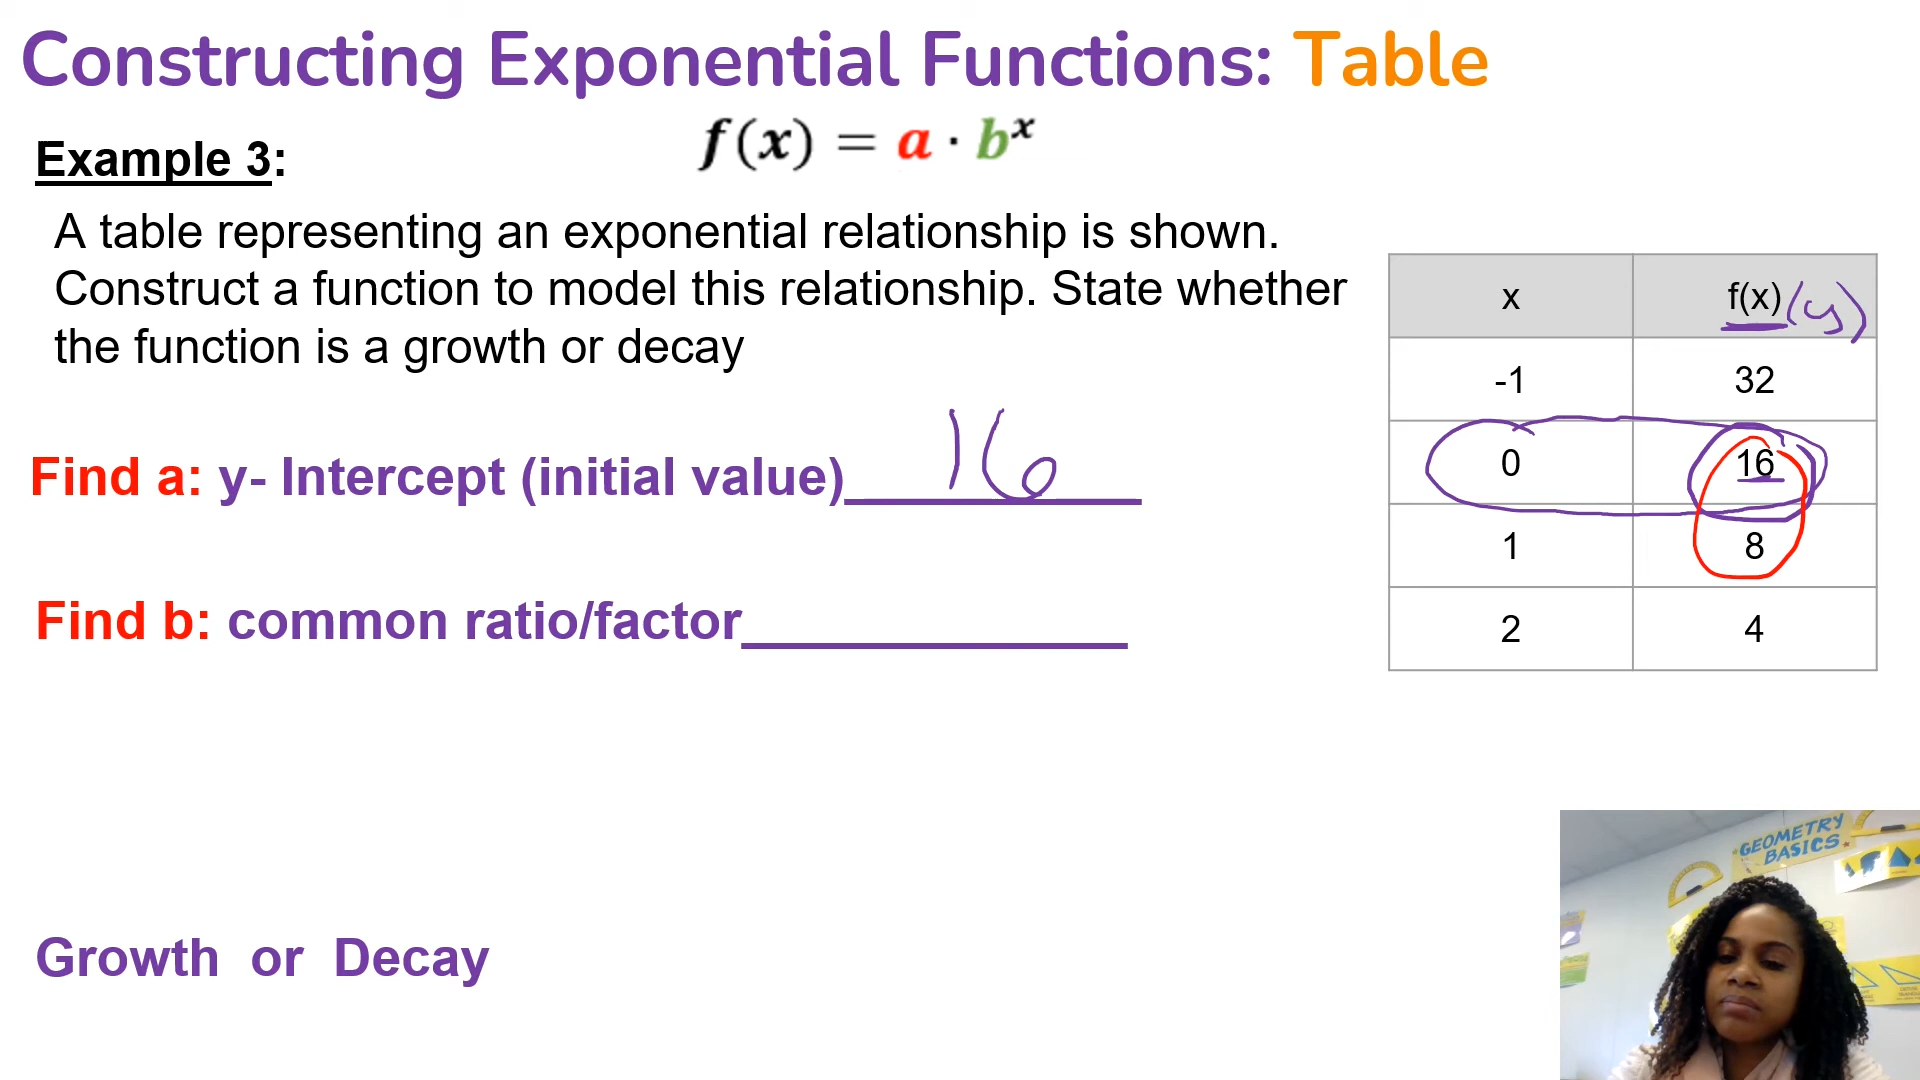 Constructing Exponential Functions: Table
f(x) = a · b^x
Example 3:
A table representing an exponential relationship is shown.
Construct a function to model this relationship. State whether
the function is a growth or decay
x f(x) (y)
-1 32
0 16
1 8
2 4
Find a: y- Intercept (initial value) 16
Find b: common ratio/factor
Growth or Decay
GEOMETRY
BASICS